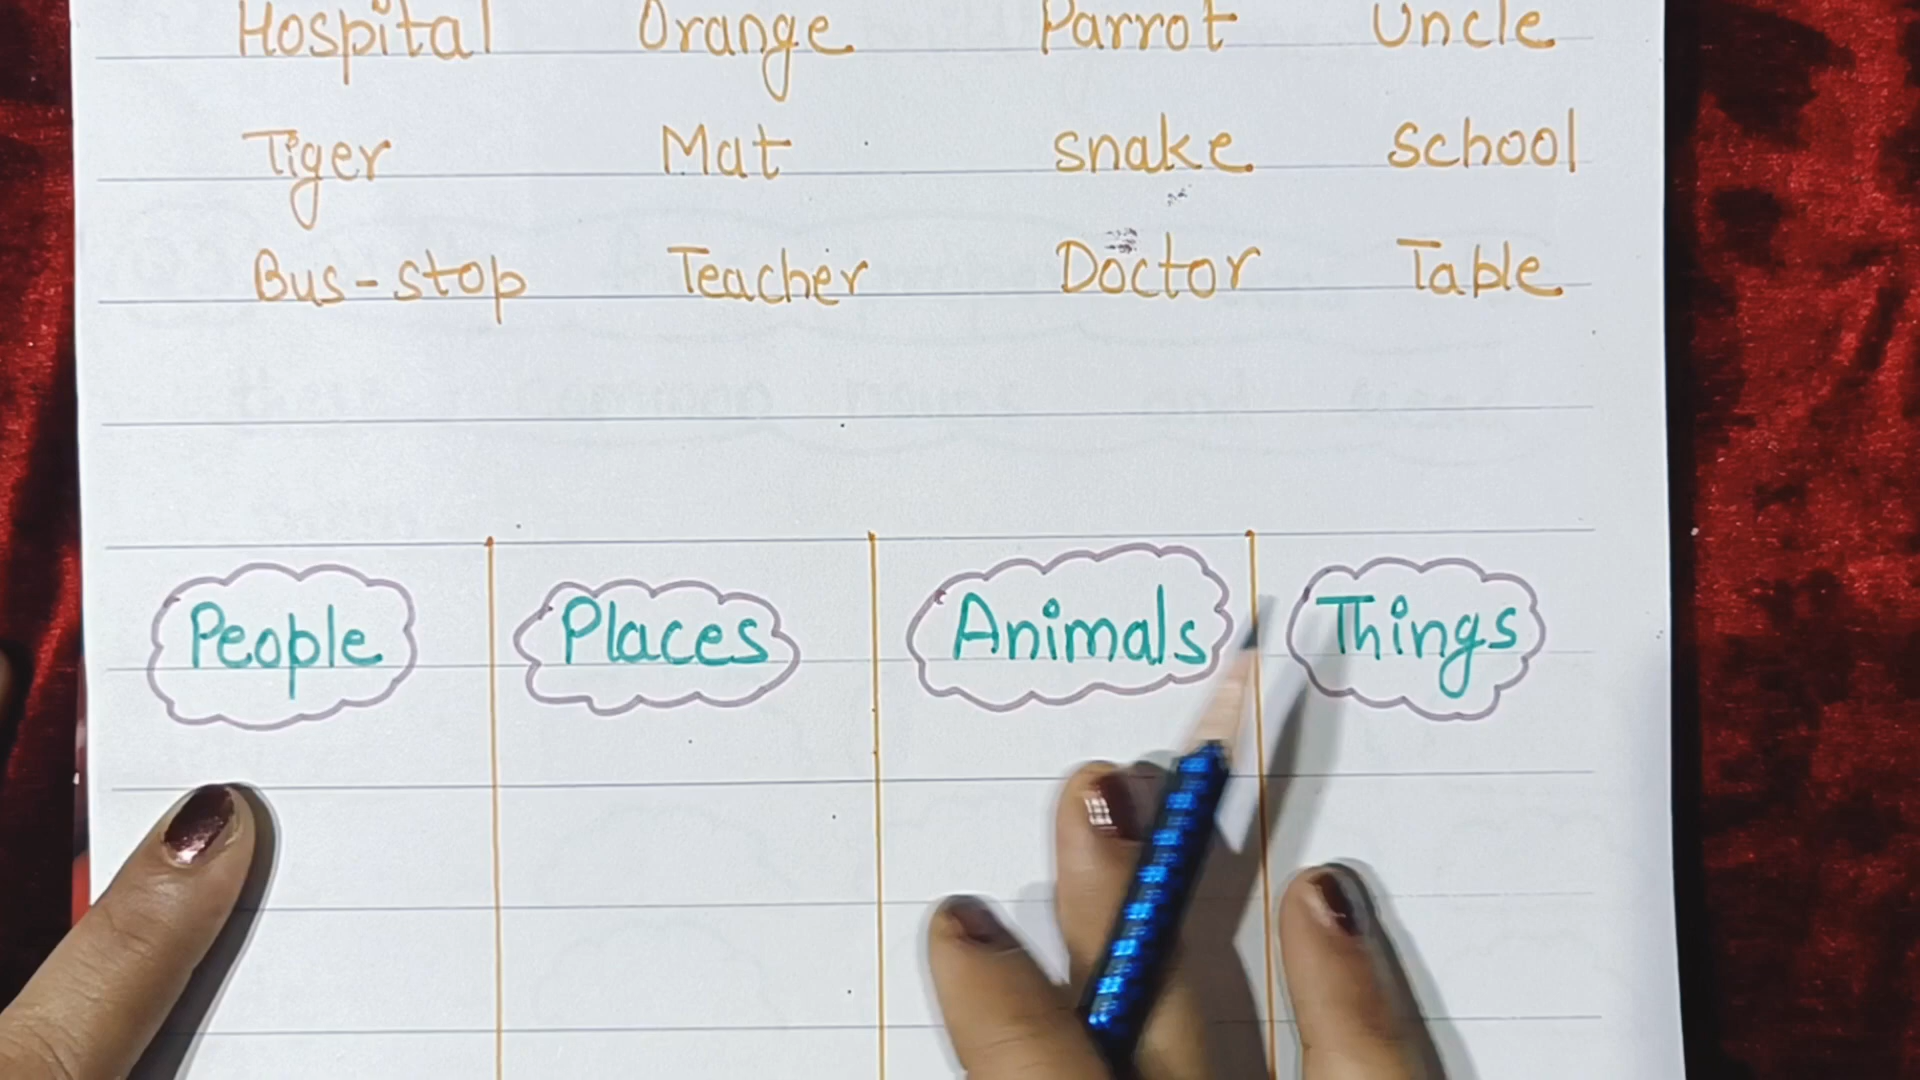 Hospital Orange Parrot Uncle
Tiger Mat snake School
Bus-stop Teacher Doctor Table
People Places Animals Things